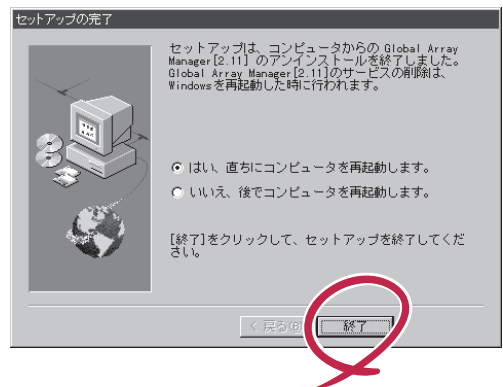 セットアップの完了
セットアップは、コンピュータからの Global Array
Manager[2.11] のアンインストールを終了しました。
Global Array Manager[2.11]のサービスの削除は、
Windowsを再起動した時に行われます。
はい、直ちにコンピュータを再起動します。
いいえ、後でコンピュータを再起動します。
[終了]をクリックして、セットアップを終了してくだ
さい。
< 戻る(B) 終了